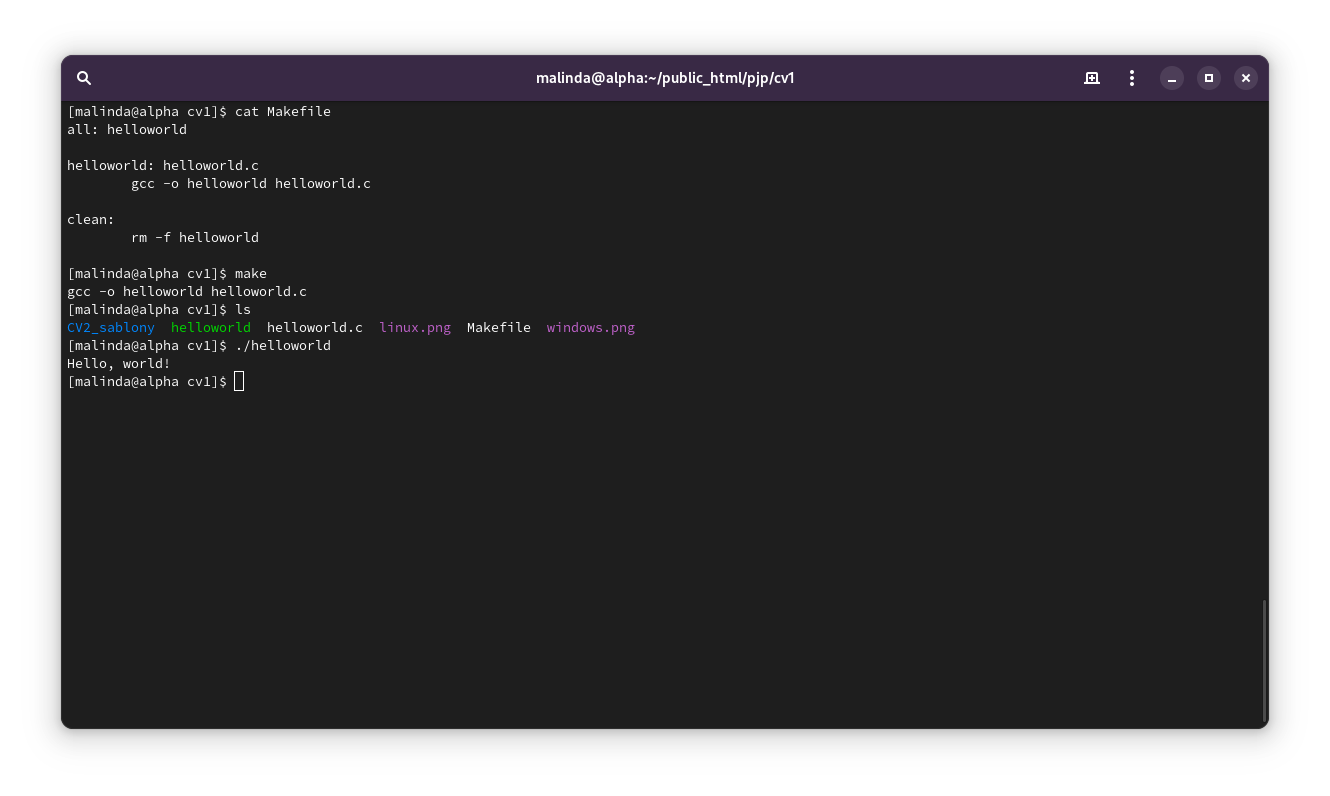 malinda@alpha:~/public_html/pjp/cv1
[malinda@alpha cv1]$ cat Makefile
all: helloworld
helloworld: helloworld.c
        gcc -o helloworld helloworld.c
clean:
        rm -f helloworld
[malinda@alpha cv1]$ make
gcc -o helloworld helloworld.c
[malinda@alpha cv1]$ ls
CV2_sablony  helloworld  helloworld.c  linux.png  Makefile  windows.png
[malinda@alpha cv1]$ ./helloworld
Hello, world!
[malinda@alpha cv1]$